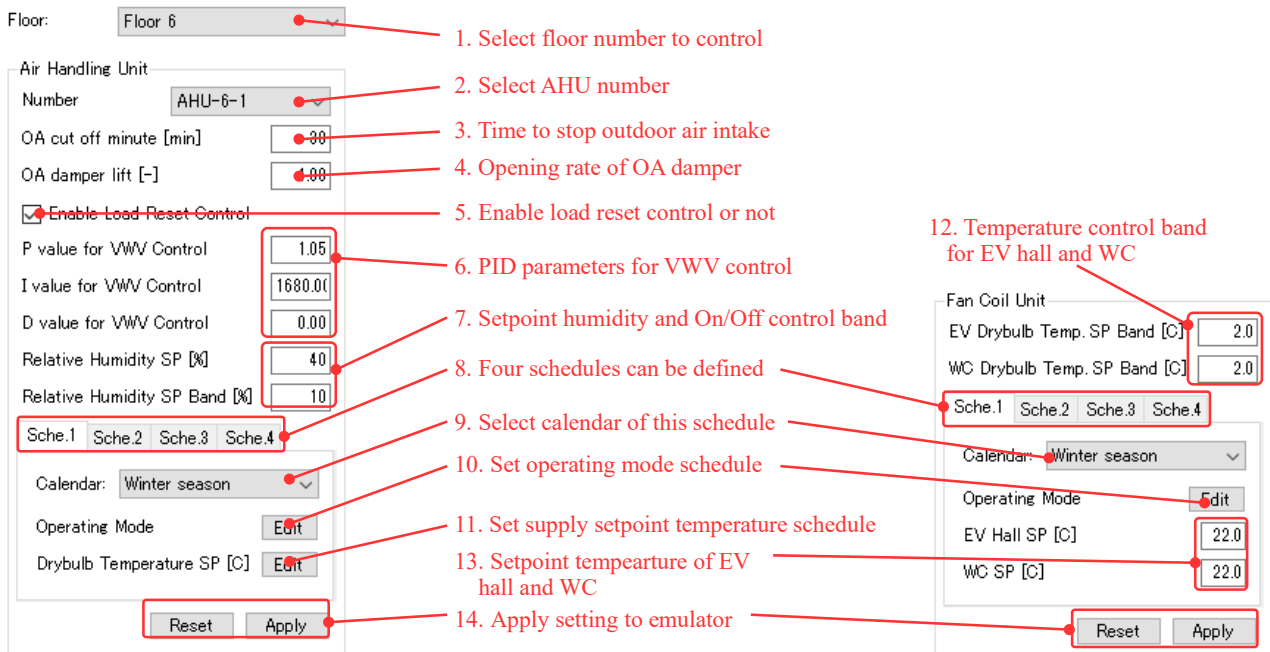 Floor: Floor 6
1. Select floor number to control
Air Handling Unit
Number AHU-6-1
2. Select AHU number
OA cut off minute [min] 30
3. Time to stop outdoor air intake
OA damper lift [-] 1.00
4. Opening rate of OA damper
Enable Load Reset Control
5. Enable load reset control or not
P value for VWV Control 1.05
I value for VWV Control 1680.0(
6. PID parameters for VWV control
D value for VWV Control 0.00
Relative Humidity SP [%] 40
Relative Humidity SP Band [%] 10
7. Setpoint humidity and On/Off control band
8. Four schedules can be defined
Sche.1 Sche.2 Sche.3 Sche.4
9. Select calendar of this schedule
Calendar: Winter season
10. Set operating mode schedule
Operating Mode Edit
11. Set supply setpoint temperature schedule
Drybulb Temperature SP [C] Edit
13. Setpoint tempearture of EV
hall and WC
Reset Apply
14. Apply setting to emulator
12. Temperature control band
for EV hall and WC
Fan Coil Unit
EV Drybulb Temp. SP Band [C] 2.0
WC Drybulb Temp. SP Band [C] 2.0
Sche.1 Sche.2 Sche.3 Sche.4
Calendar: Winter season
Operating Mode Edit
EV Hall SP [C] 22.0
WC SP [C] 22.0
Reset Apply